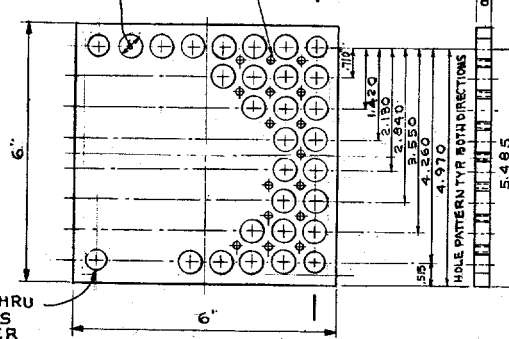 6"
.710
1.420
2.130
2.840
3.550
4.260
4.970
.515
HOLE PATTERN TYP. BOTH DIRECTIONS
5.485
THRU
S
ER
6"